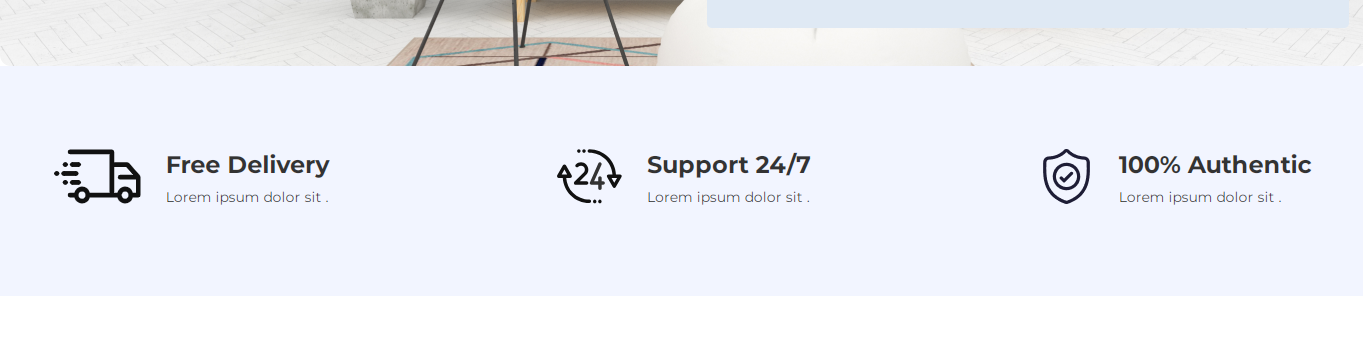 Free Delivery
Lorem ipsum dolor sit .
24
Support 24/7
Lorem ipsum dolor sit .
100% Authentic
Lorem ipsum dolor sit .